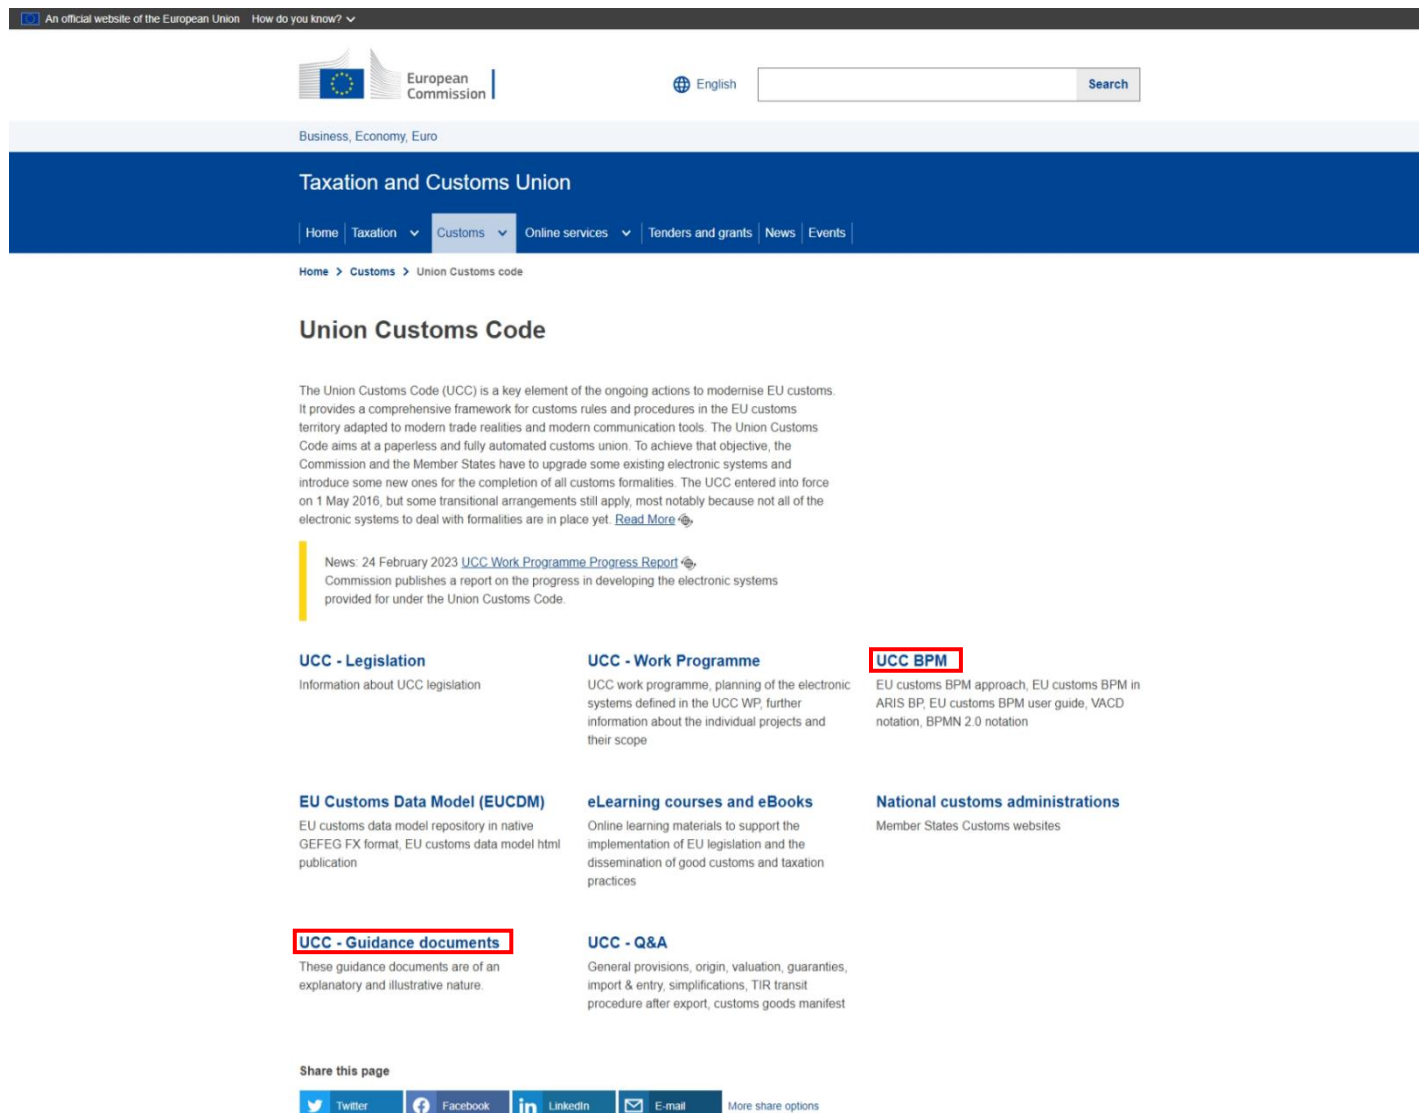 An official website of the European Union How do you know?
European
Commission
English
Search
Business, Economy, Euro
Taxation and Customs Union
Home Taxation Customs Online services Tenders and grants News Events
Home > Customs > Union Customs code
Union Customs Code
The Union Customs Code (UCC) is a key element of the ongoing actions to modernise EU customs.
It provides a comprehensive framework for customs rules and procedures in the EU customs
territory adapted to modern trade realities and modern communication tools. The Union Customs
Code aims at a paperless and fully automated customs union. To achieve that objective, the
Commission and the Member States have to upgrade some existing electronic systems and
introduce some new ones for the completion of all customs formalities. The UCC entered into force
on 1 May 2016, but some transitional arrangements still apply, most notably because not all of the
electronic systems to deal with formalities are in place yet. Read More
News: 24 February 2023 UCC Work Programme Progress Report
Commission publishes a report on the progress in developing the electronic systems
provided for under the Union Customs Code.
UCC - Legislation
Information about UCC legislation
UCC - Work Programme
UCC work programme, planning of the electronic
systems defined in the UCC WP, further
information about the individual projects and
their scope
UCC BPM
EU customs BPM approach, EU customs BPM in
ARIS BP, EU customs BPM user guide, VACD
notation, BPMN 2.0 notation
EU Customs Data Model (EUCDM)
EU customs data model repository in native
GEFEG FX format, EU customs data model html
publication
eLearning courses and eBooks
Online learning materials to support the
implementation of EU legislation and the
dissemination of good customs and taxation
practices
National customs administrations
Member States Customs websites
UCC - Guidance documents
These guidance documents are of an
explanatory and illustrative nature.
UCC - Q&A
General provisions, origin, valuation, guaranties,
import & entry, simplifications, TIR transit
procedure after export, customs goods manifest
Share this page
Twitter Facebook LinkedIn E-mail More share options